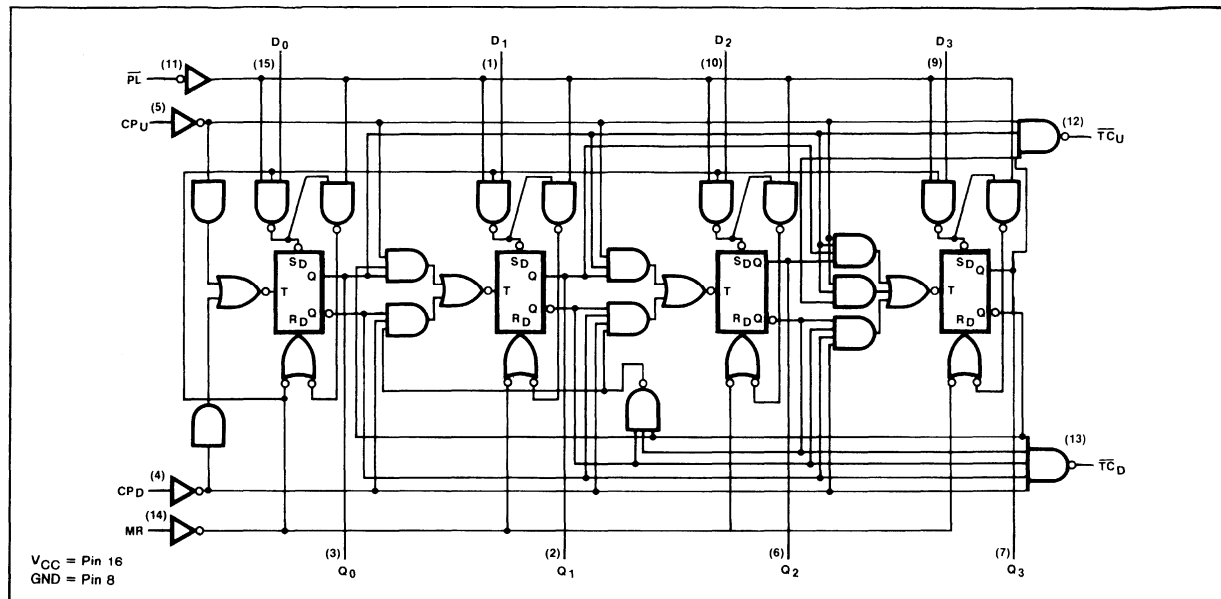 D0 D1 D2 D3
PL (11) (15) (1) (10) (9)
CPU (5) (12) TCU
SD Q SD Q SD Q SD Q
T T T T
RD Q RD Q RD Q RD Q
(13) TCD
CPD (4)
MR (14)
VCC = Pin 16
GND = Pin 8
(3) (2) (6) (7)
Q0 Q1 Q2 Q3